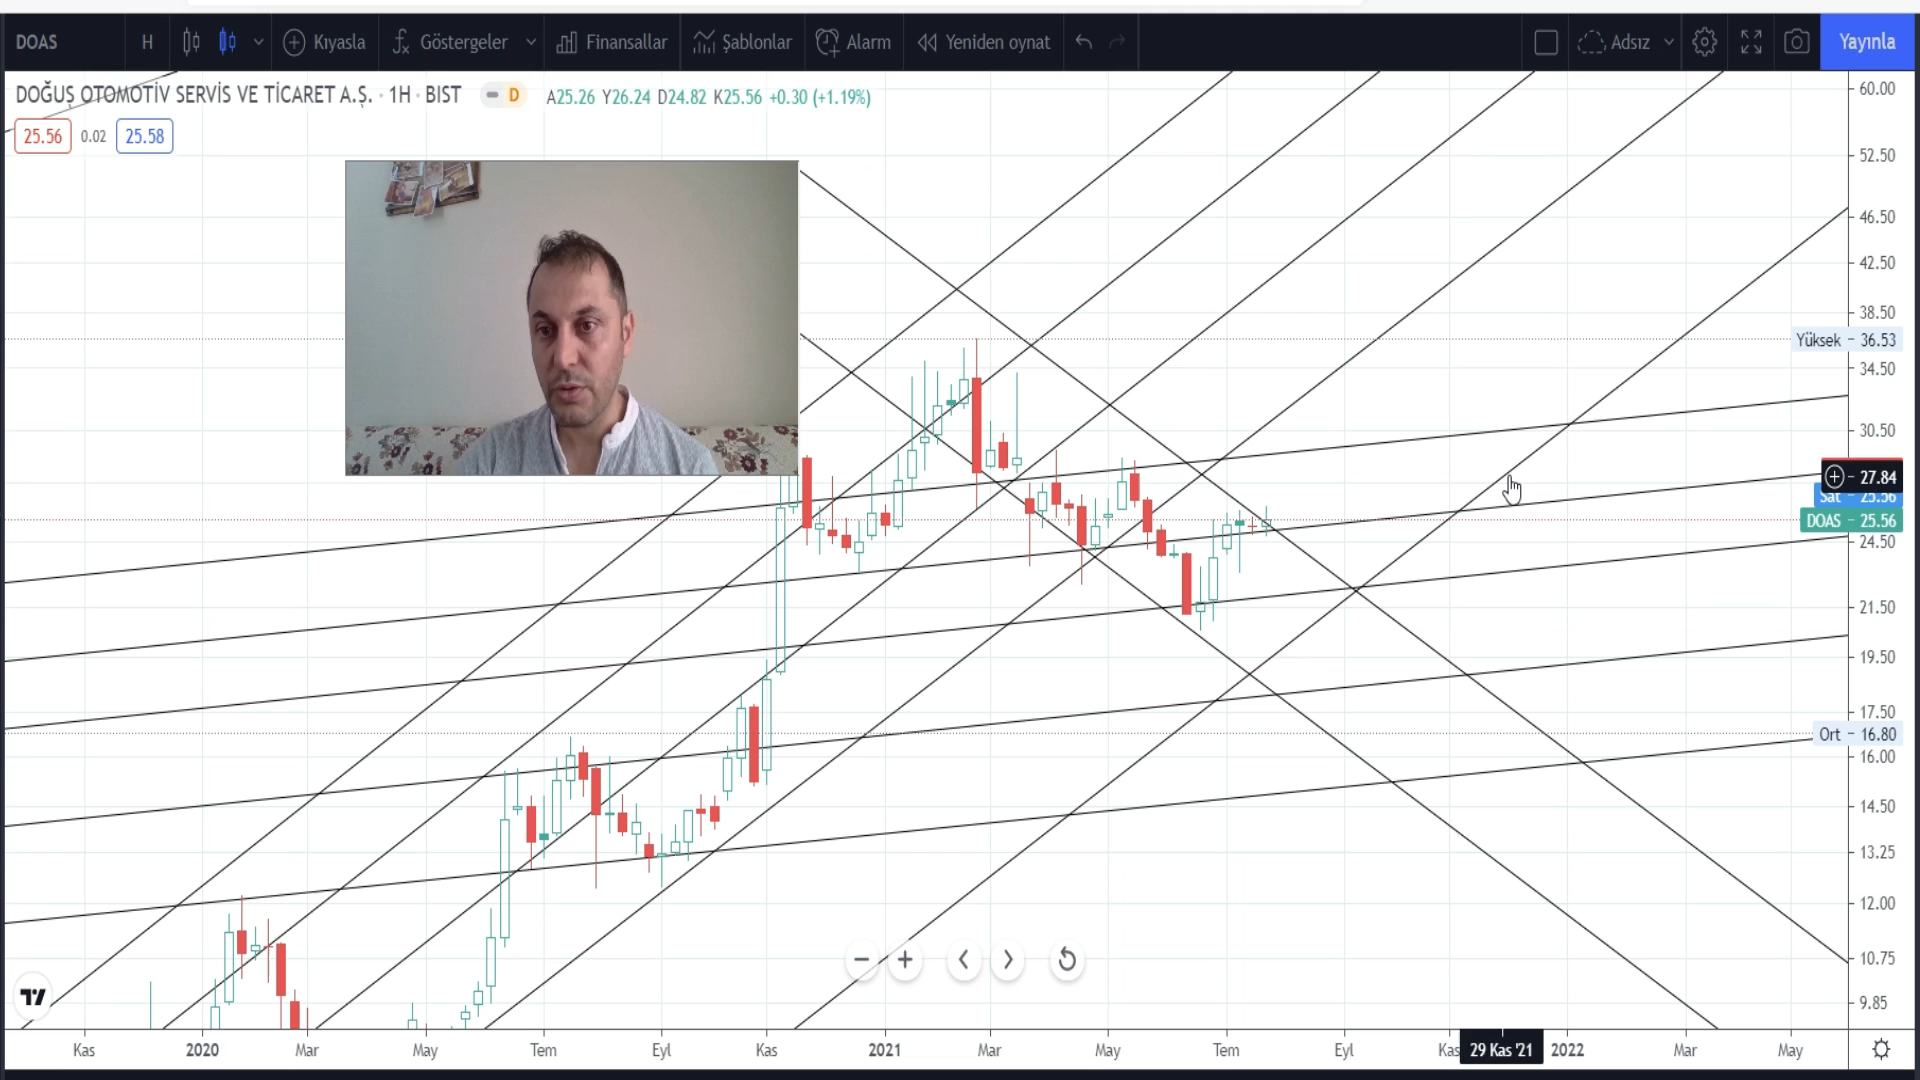 DOAS H Kıyasla Göstergeler Finansallar Şablonlar Alarm Yeniden oynat Adsız Yayınla
DOĞUŞ OTOMOTİV SERVİS VE TİCARET A.Ş. · 1H · BIST D A25.26 Y26.24 D24.82 K25.56 +0.30 (+1.19%)
25.56 0.02 25.58
60.00
52.50
46.50
42.50
38.50
Yüksek 36.53
34.50
30.50
27.84
Sat 25.56
DOAS 25.56
24.50
21.50
19.50
17.50
Ort 16.80
16.00
14.50
13.25
12.00
10.75
9.85
Kas 2020 Mar May Tem Eyl Kas 2021 Mar May Tem Eyl Kas 29 Kas '21 2022 Mar May